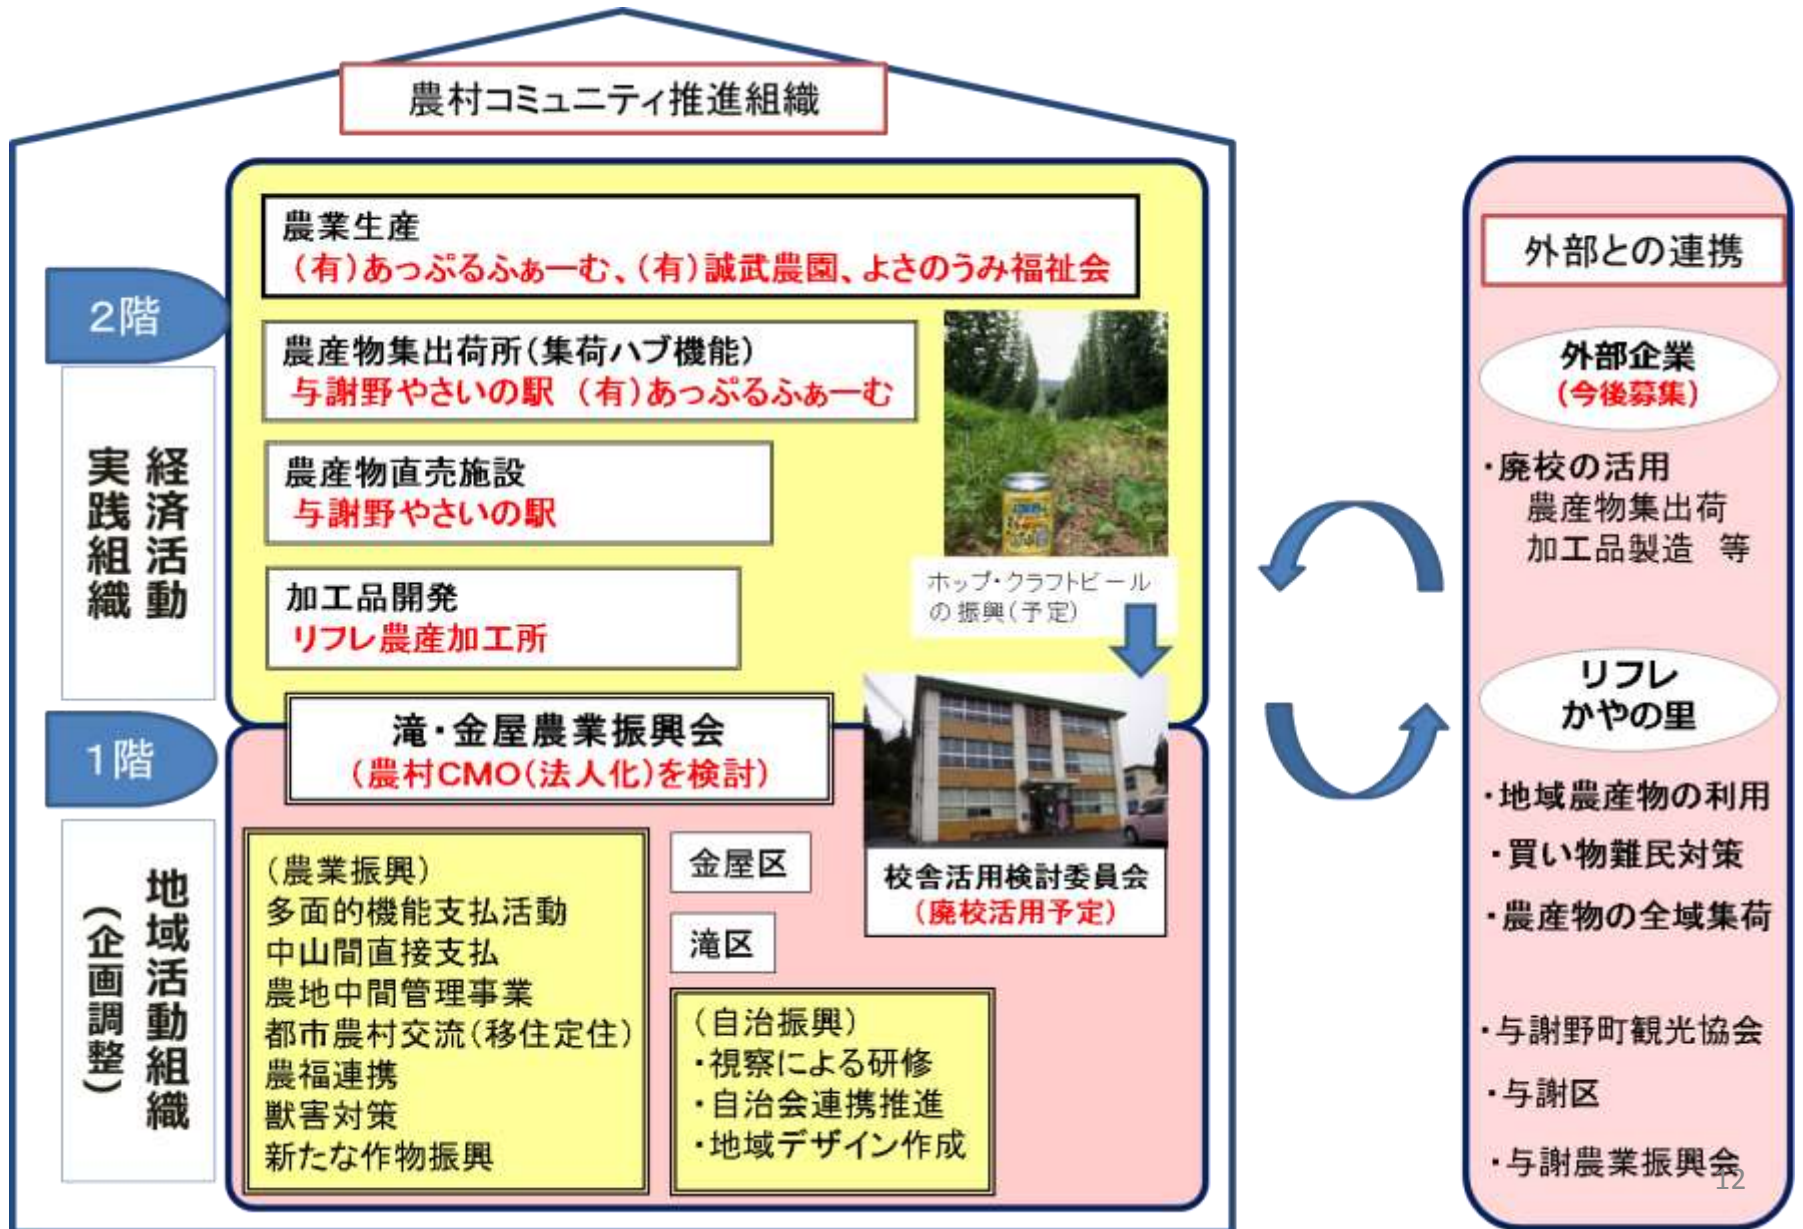 農村コミュニティ推進組織
2階
経済活動
実践組織
農業生産
(有)あっぷるふぁーむ、(有)誠武農園、よさのうみ福祉会
農産物集出荷所(集荷ハブ機能)
与謝野やさいの駅 (有)あっぷるふぁーむ
農産物直売施設
与謝野やさいの駅
加工品開発
リフレ農産加工所
ホップ・クラフトビール
の振興(予定)
1階
地域活動組織
(企画調整)
滝・金屋農業振興会
(農村CMO(法人化)を検討)
(農業振興)
多面的機能支払活動
中山間直接支払
農地中間管理事業
都市農村交流(移住定住)
農福連携
獣害対策
新たな作物振興
金屋区
滝区
校舎活用検討委員会
(廃校活用予定)
(自治振興)
・視察による研修
・自治会連携推進
・地域デザイン作成
外部との連携
外部企業
(今後募集)
・廃校の活用
農産物集出荷
加工品製造 等
リフレ
かやの里
・地域農産物の利用
・買い物難民対策
・農産物の全域集荷
・与謝野町観光協会
・与謝区
・与謝農業振興会
12